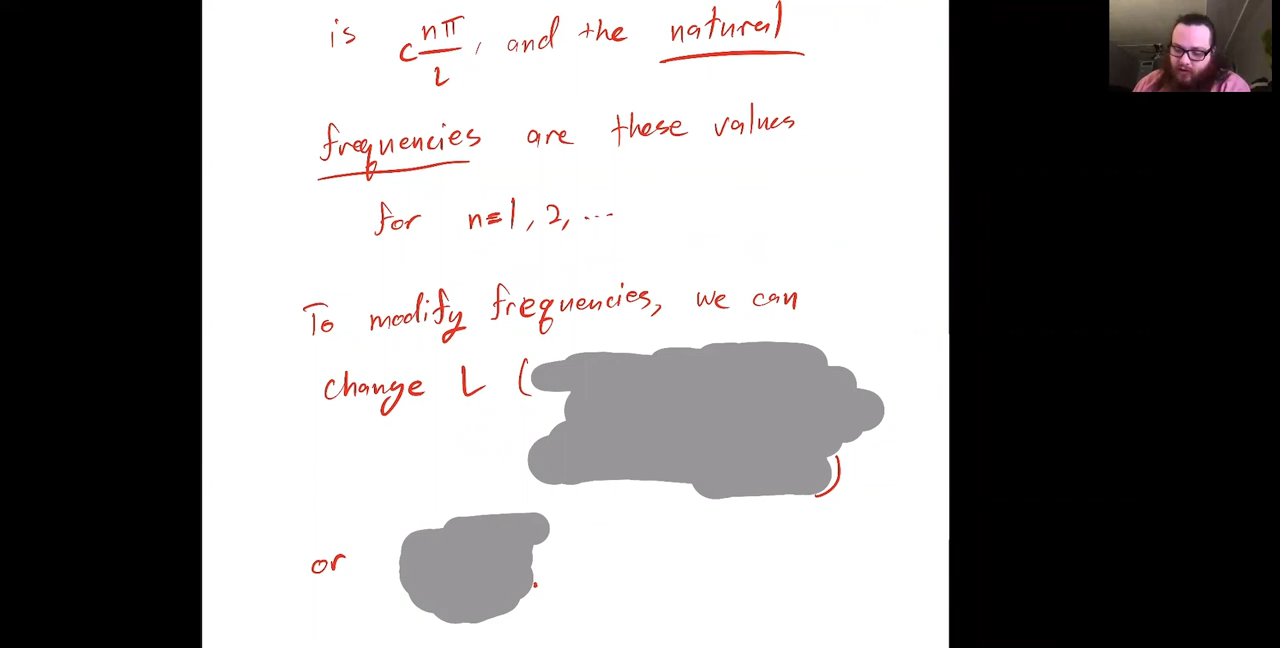 is c nπ/L, and the natural
frequencies are these values
for n=1, 2, ...
To modify frequencies, we can
change L (
)
or .